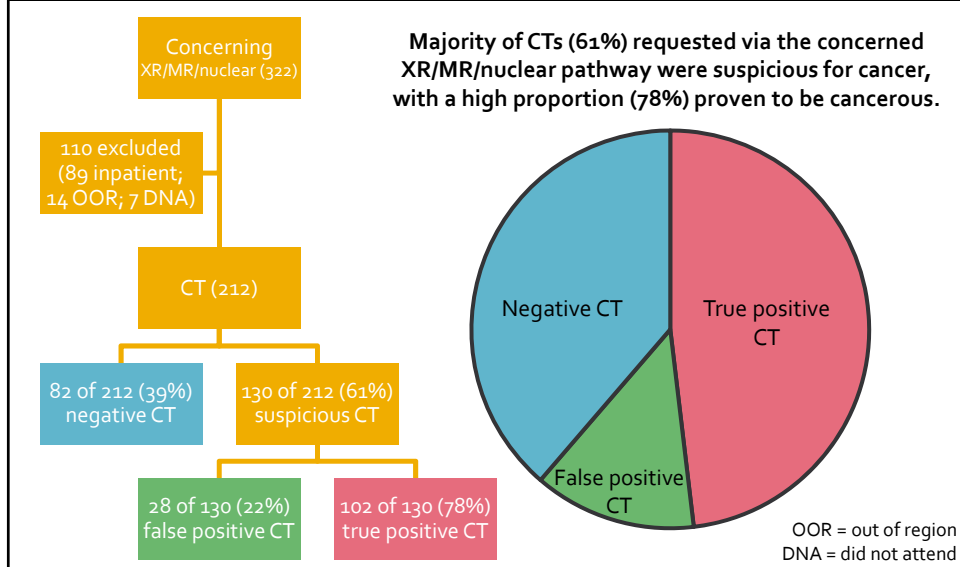 Concerning
XR/MR/nuclear (322)
110 excluded
(89 inpatient;
14 OOR; 7 DNA)
CT (212)
82 of 212 (39%)
negative CT
130 of 212 (61%)
suspicious CT
28 of 130 (22%)
false positive CT
102 of 130 (78%)
true positive CT
Majority of CTs (61%) requested via the concerned
XR/MR/nuclear pathway were suspicious for cancer,
with a high proportion (78%) proven to be cancerous.
Negative CT
True positive
CT
False positive
CT
OOR = out of region
DNA = did not attend